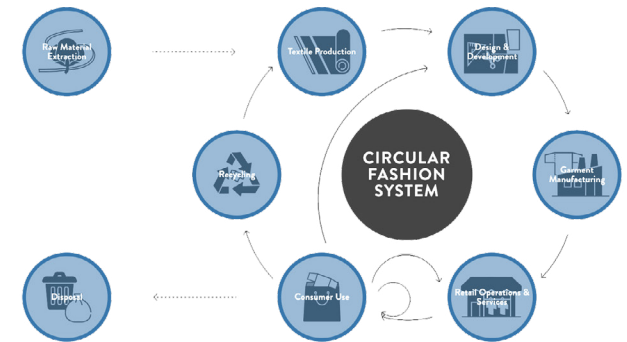 Raw Material
Extraction
Textile Production
Design &
Development
CIRCULAR
FASHION
SYSTEM
Recycling
Garment
Manufacturing
Disposal
Consumer Use
Retail Operations &
Services